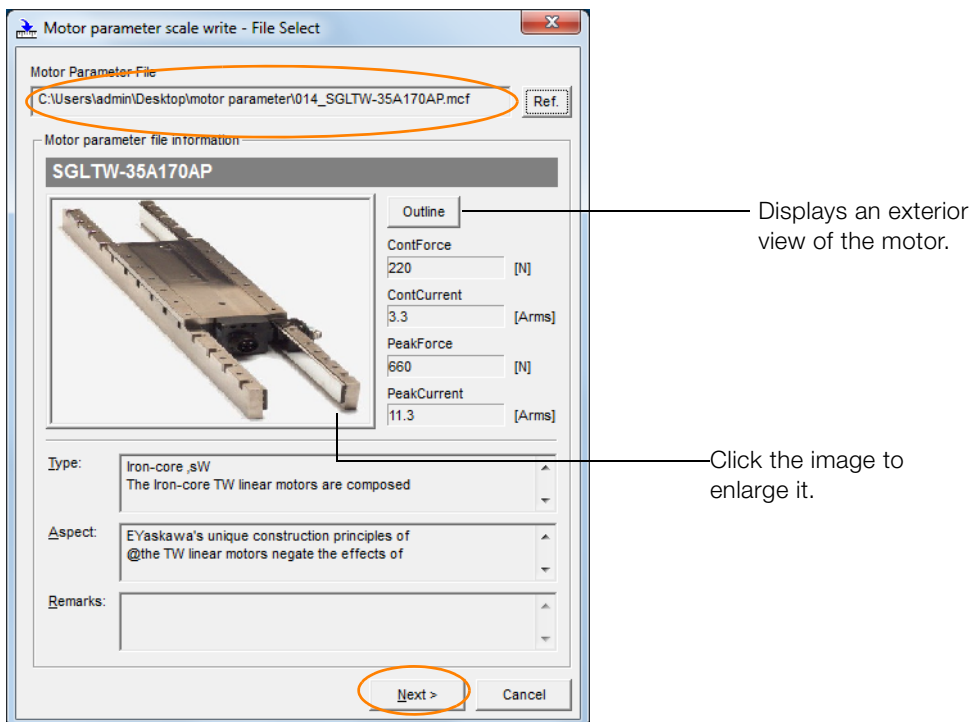 Motor parameter scale write - File Select
Motor Parameter File
C:\Users\admin\Desktop\motor parameter\014_SGLTW-35A170AP.mcf
Ref.
Motor parameter file information
SGLTW-35A170AP
Outline
Displays an exterior
view of the motor.
ContForce
220 [N]
ContCurrent
3.3 [Arms]
PeakForce
660 [N]
PeakCurrent
11.3 [Arms]
Click the image to
enlarge it.
Type:
Iron-core ,sW
The Iron-core TW linear motors are composed
Aspect:
EYaskawa's unique construction principles of
@the TW linear motors negate the effects of
Remarks:
Next >
Cancel